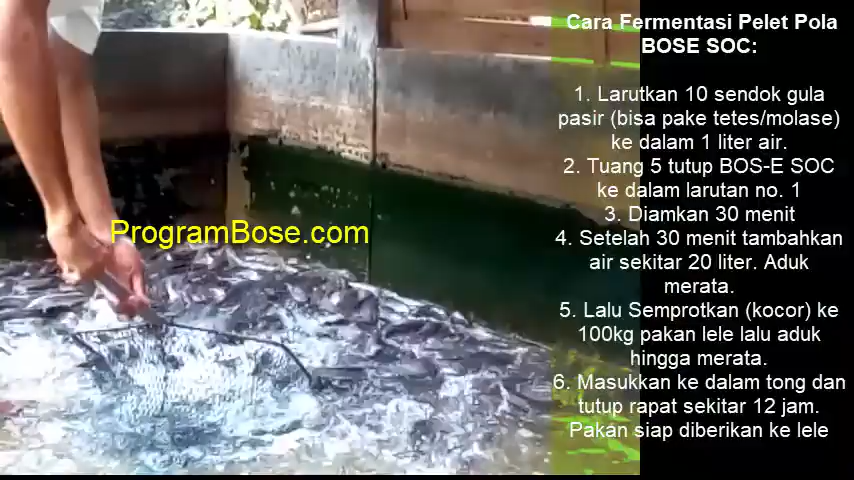 Cara Fermentasi Pelet Pola
BOSE SOC:
1. Larutkan 10 sendok gula
pasir (bisa pake tetes/molase)
ke dalam 1 liter air.
2. Tuang 5 tutup BOS-E SOC
ke dalam larutan no. 1
3. Diamkan 30 menit
4. Setelah 30 menit tambahkan
air sekitar 20 liter. Aduk
merata.
5. Lalu Semprotkan (kocor) ke
100kg pakan lele lalu aduk
hingga merata.
6. Masukkan ke dalam tong dan
tutup rapat sekitar 12 jam.
Pakan siap diberikan ke lele
ProgramBose.com